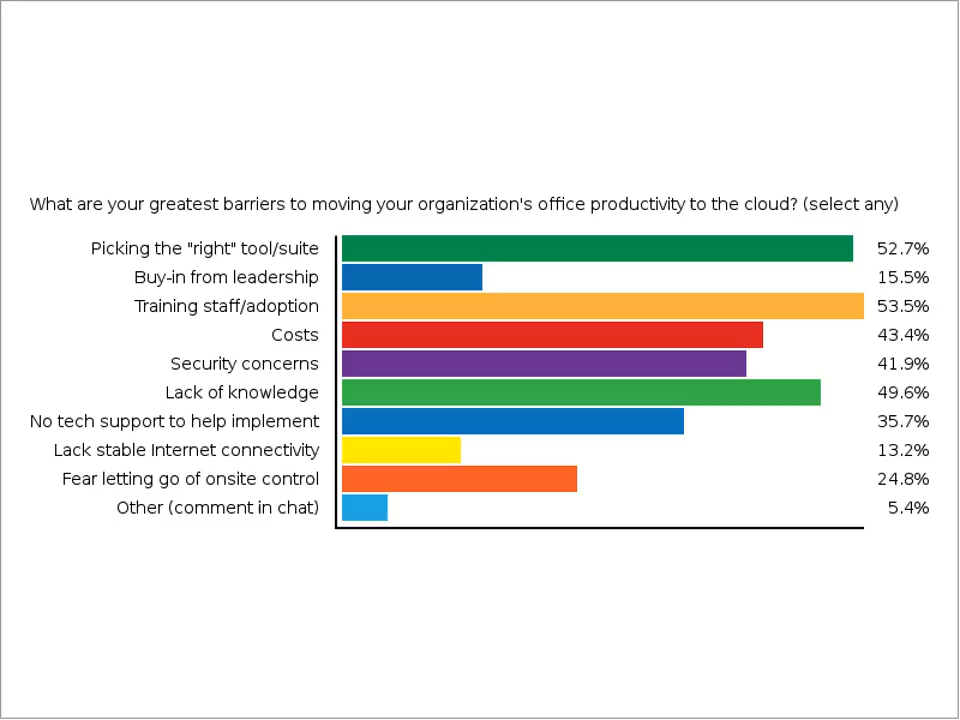 What are your greatest barriers to moving your organization's office productivity to the cloud? (select any)
Picking the "right" tool/suite 52.7%
Buy-in from leadership 15.5%
Training staff/adoption 53.5%
Costs 43.4%
Security concerns 41.9%
Lack of knowledge 49.6%
No tech support to help implement 35.7%
Lack stable Internet connectivity 13.2%
Fear letting go of onsite control 24.8%
Other (comment in chat) 5.4%